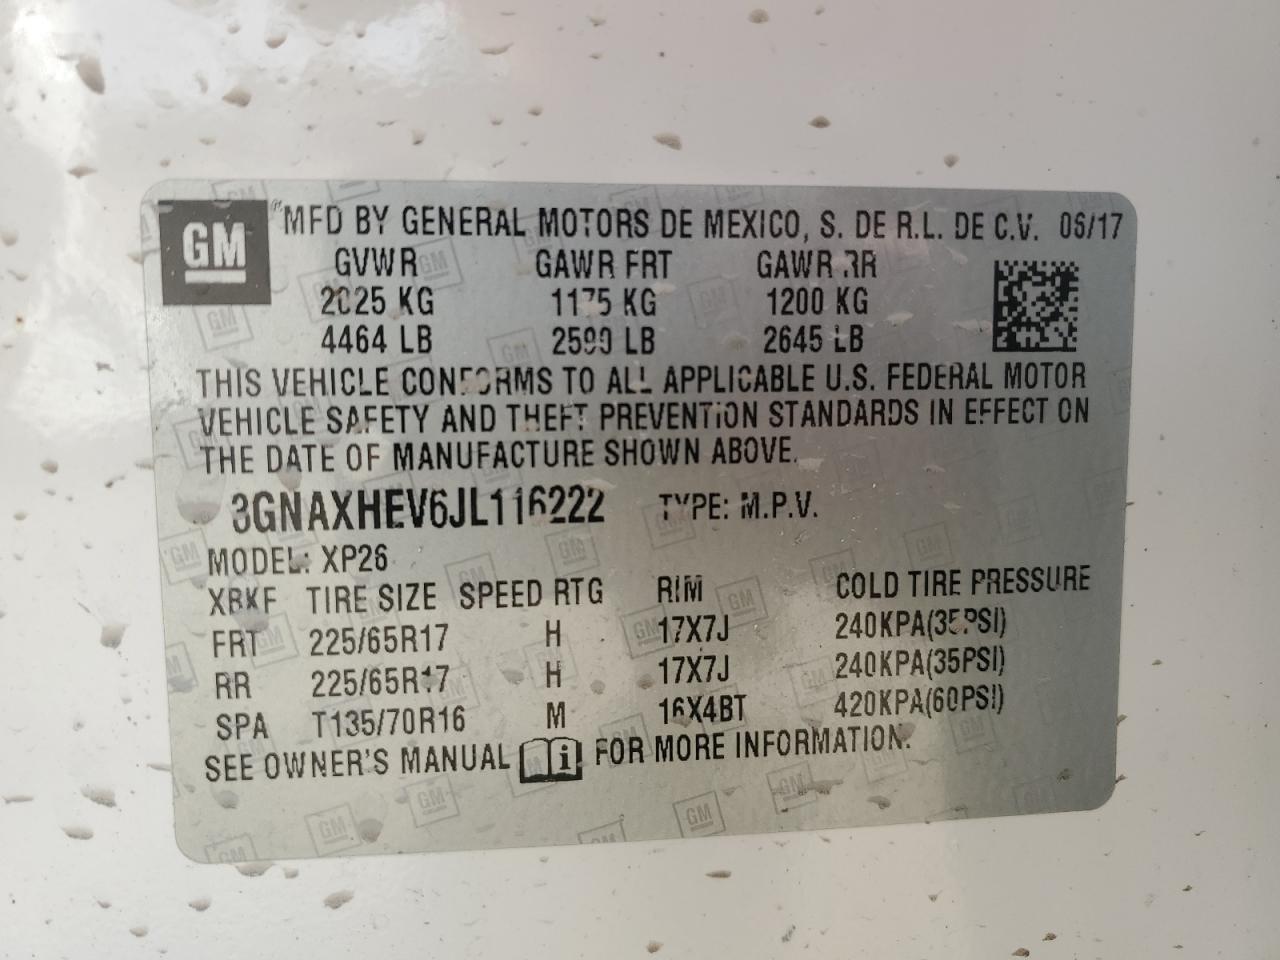 GM
MFD BY GENERAL MOTORS DE MEXICO, S. DE R.L. DE C.V. 06/17
GVWR GAWR FRT GAWR RR
2025 KG 1175 KG 1200 KG
4464 LB 2590 LB 2645 LB
THIS VEHICLE CONFORMS TO ALL APPLICABLE U.S. FEDERAL MOTOR
VEHICLE SAFETY AND THEFT PREVENTION STANDARDS IN EFFECT ON
THE DATE OF MANUFACTURE SHOWN ABOVE.
3GNAXHEV6JL116222 TYPE: M.P.V.
MODEL: XP26
XBKF TIRE SIZE SPEED RTG RIM COLD TIRE PRESSURE
FRT 225/65R17 H 17X7J 240KPA(35PSI)
RR 225/65R17 H 17X7J 240KPA(35PSI)
SPA T135/70R16 M 16X4BT 420KPA(60PSI)
SEE OWNER'S MANUAL i FOR MORE INFORMATION.